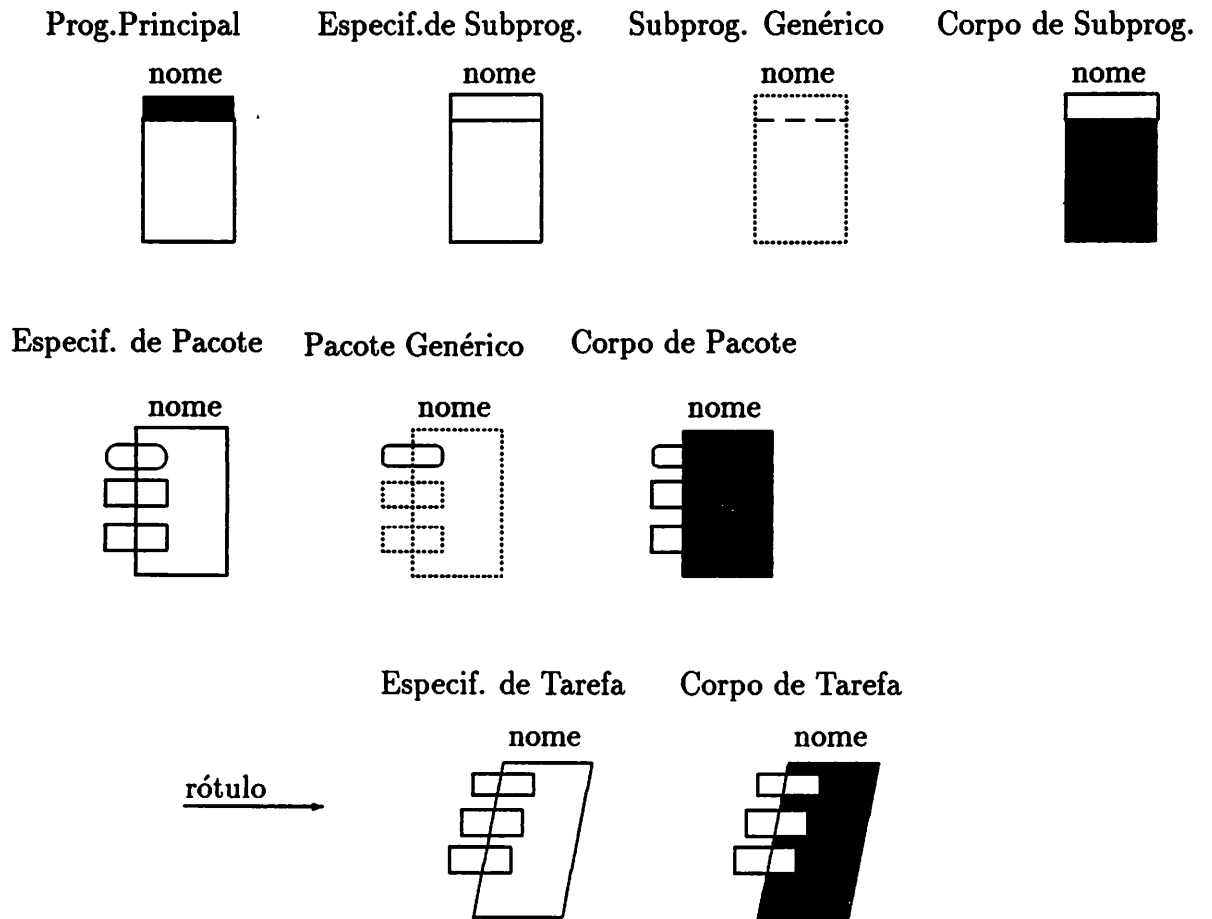 Prog.Principal Especif.de Subprog. Subprog. Genérico Corpo de Subprog.
nome nome nome nome
Especif. de Pacote Pacote Genérico Corpo de Pacote
nome nome nome
Especif. de Tarefa Corpo de Tarefa
nome nome
rótulo